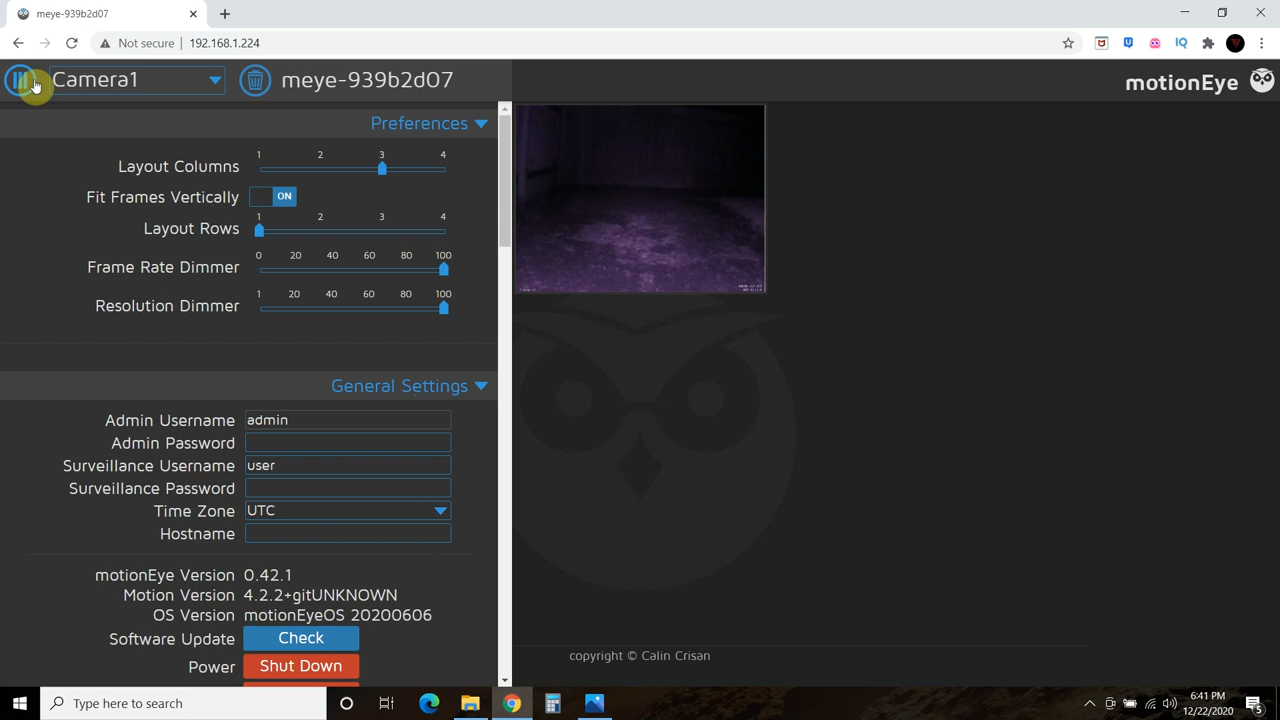 meye-939b2d07
Not secure
192.168.1.224
IQ
Camera1
meye-939b2d07
motionEye
Preferences
Layout Columns
1 2 3 4
Fit Frames Vertically
ON
Layout Rows
1 2 3 4
Frame Rate Dimmer
0 20 40 60 80 100
Resolution Dimmer
1 20 40 60 80 100
General Settings
Admin Username
admin
Admin Password
Surveillance Username
user
Surveillance Password
Time Zone
UTC
Hostname
motionEye Version
0.42.1
Motion Version
4.2.2+gitUNKNOWN
OS Version
motionEyeOS 20200606
Software Update
Check
Power
Shut Down
copyright © Calin Crisan
Type here to search
6:41 PM
12/22/2020
5